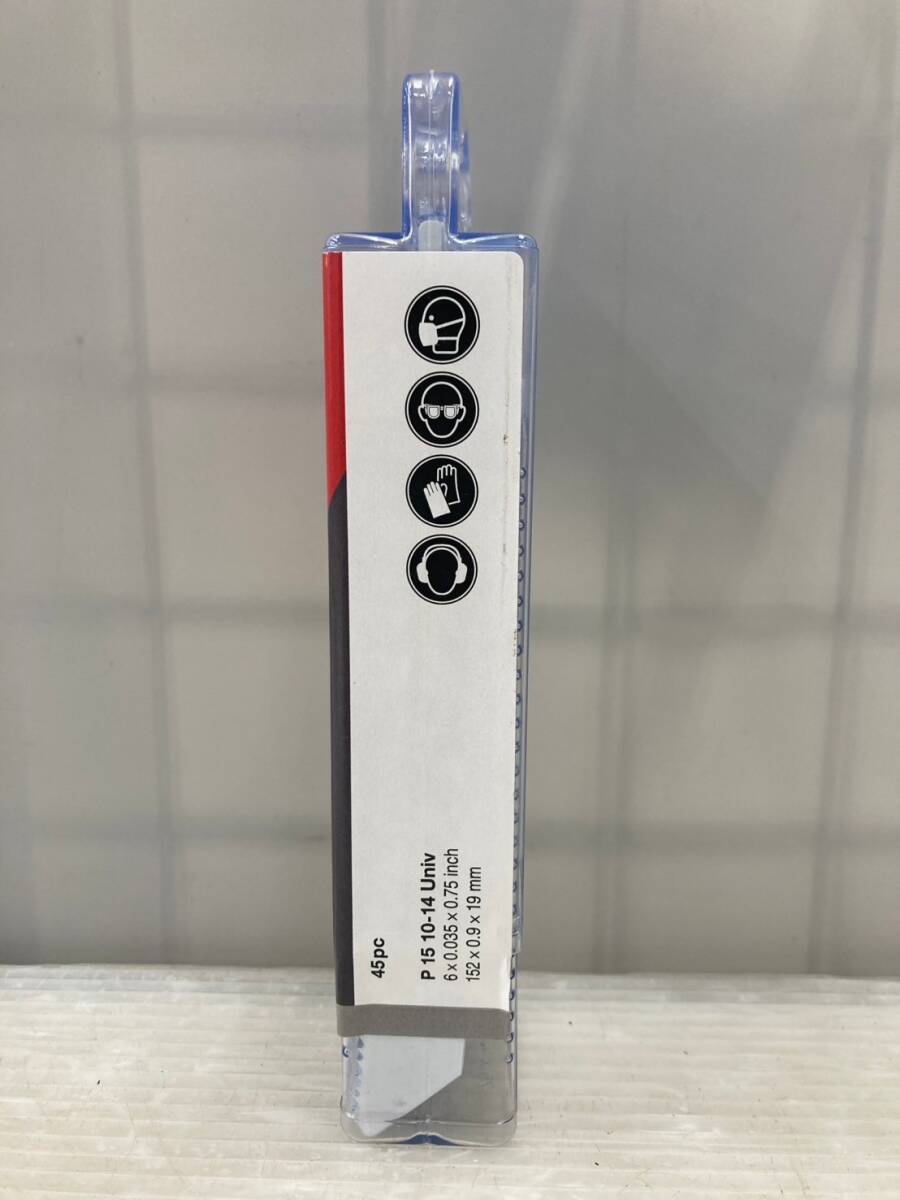 45pc
P 15 10-14 Univ
6 x 0.035 x 0.75 inch
152 x 0.9 x 19 mm